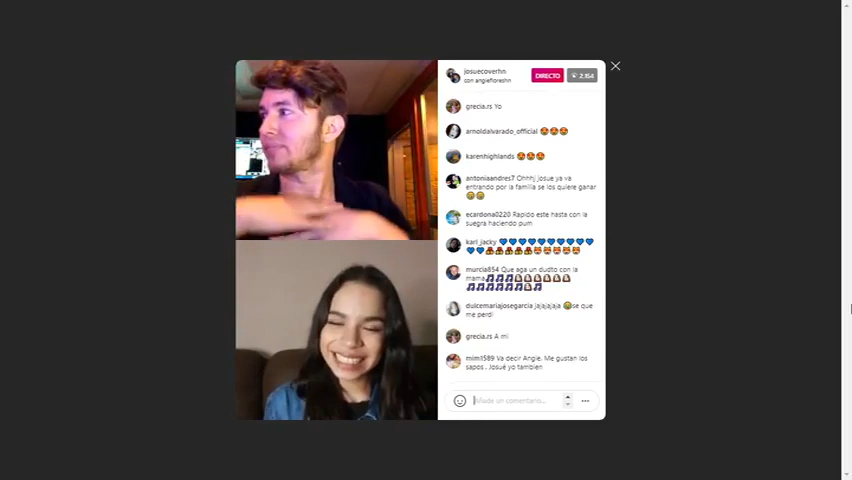 josuecoverhn
con angiefloreshn
DIRECTO
2.154
grecia.rs Yo
arnoldalvarado_official
karenhighlands
antoniaandres7 Ohhhj josue ya va
entrando por la familia se los quiere ganar
ecardona0220 Rapido este hasta con la
suegra haciendo pum
karl_jacky
murcia854 Que aga un dudto con la
mama
dulcemariajosegarcia jajajajaja se que
me perdi
grecia.rs A mi
mim1589 Va decir Angie. Me gustan los
sapos . Josué yo tambien
Añade un comentario...